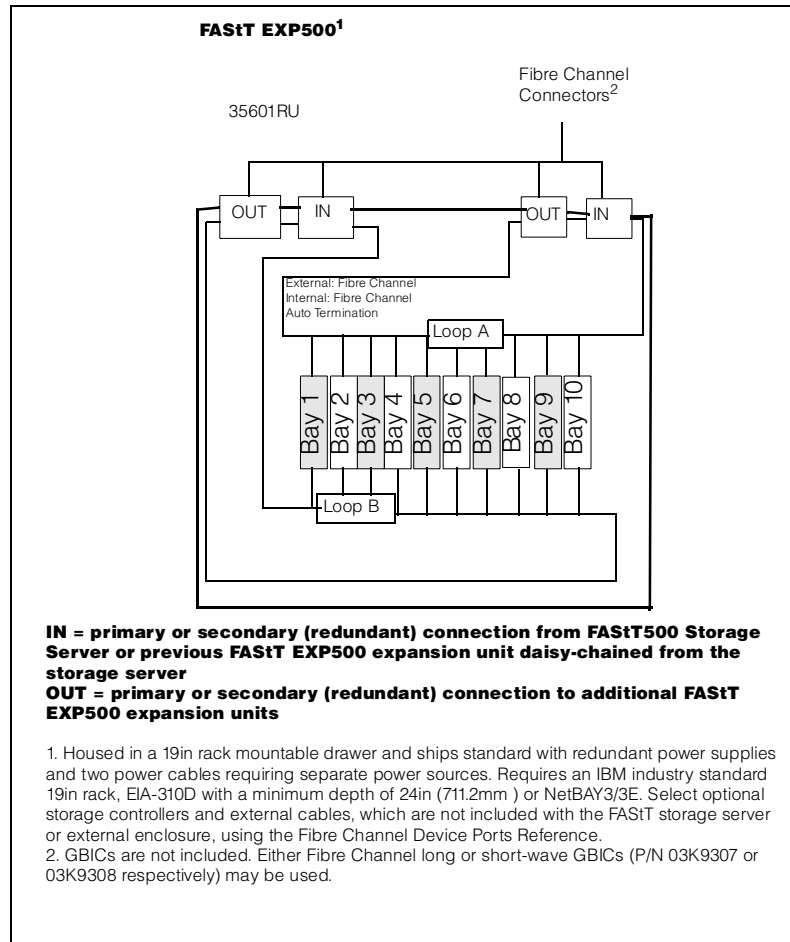 FAStT EXP500¹
Fibre Channel
Connectors²
35601RU
OUT
IN
OUT
IN
External: Fibre Channel
Internal: Fibre Channel
Auto Termination
Loop A
Bay 1
Bay 2
Bay 3
Bay 4
Bay 5
Bay 6
Bay 7
Bay 8
Bay 9
Bay 10
Loop B
IN = primary or secondary (redundant) connection from FAStT500 Storage
Server or previous FAStT EXP500 expansion unit daisy-chained from the
storage server
OUT = primary or secondary (redundant) connection to additional FAStT
EXP500 expansion units
1. Housed in a 19in rack mountable drawer and ships standard with redundant power supplies
and two power cables requiring separate power sources. Requires an IBM industry standard
19in rack, EIA-310D with a minimum depth of 24in (711.2mm ) or NetBAY3/3E. Select optional
storage controllers and external cables, which are not included with the FAStT storage server
or external enclosure, using the Fibre Channel Device Ports Reference.
2. GBICs are not included. Either Fibre Channel long or short-wave GBICs (P/N 03K9307 or
03K9308 respectively) may be used.